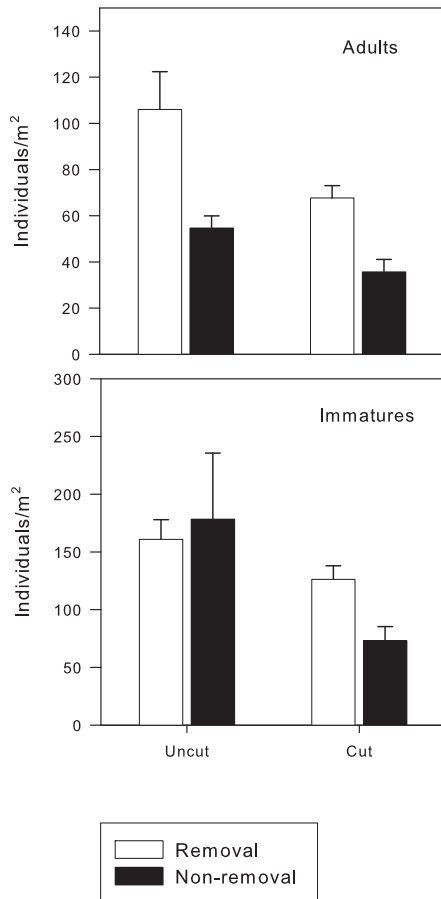 140
Adults
120
100
80
60
40
20
0
Individuals/m²
300
Immatures
250
200
150
100
50
0
Individuals/m²
Uncut Cut
Removal
Non-removal